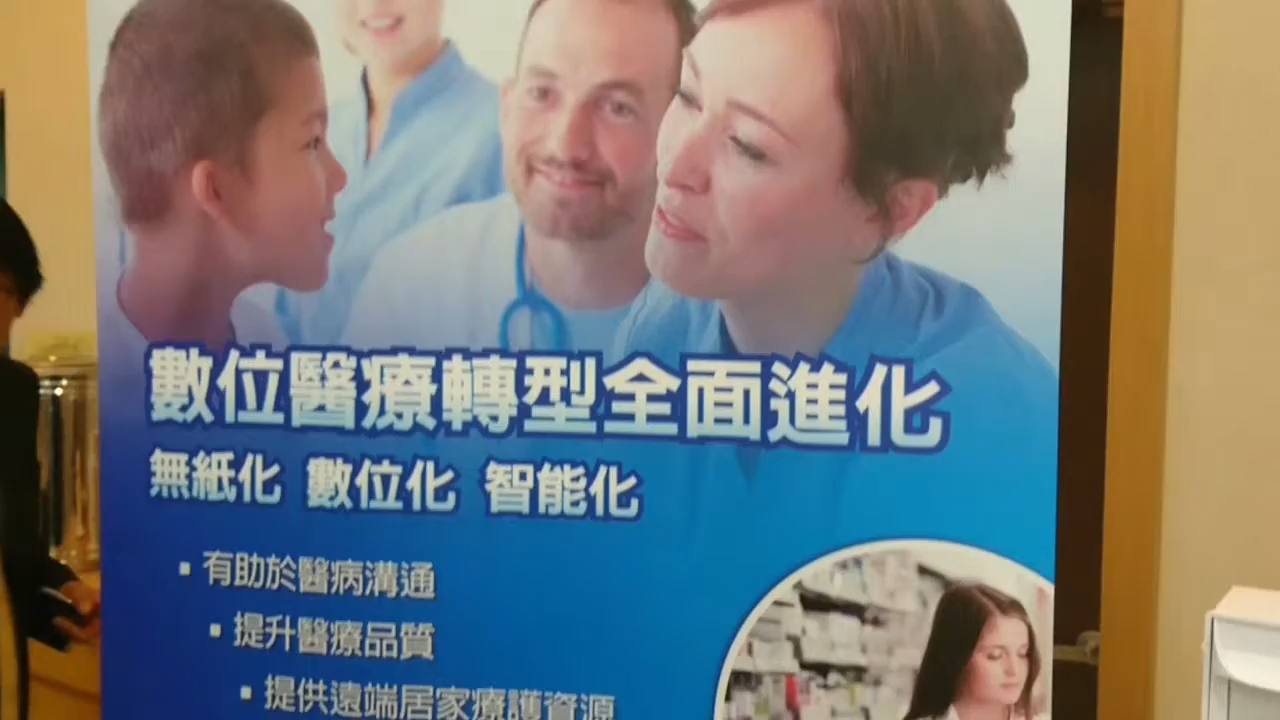 數位醫療轉型全面進化
無紙化 數位化 智能化
▪ 有助於醫病溝通
▪ 提升醫療品質
▪ 提供遠端居家療護資源